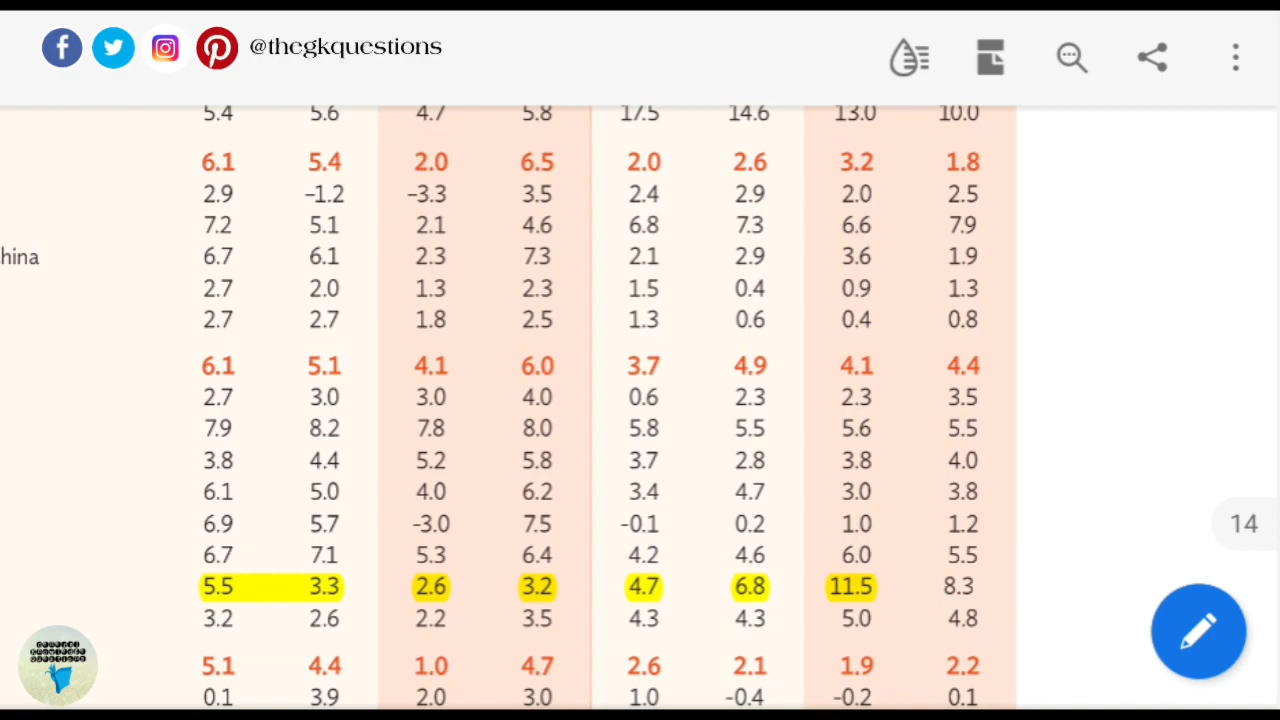 @thegkquestions
5.4 5.6 4.7 5.8 17.5 14.6 13.0 10.0
6.1 5.4 2.0 6.5 2.0 2.6 3.2 1.8
2.9 –1.2 –3.3 3.5 2.4 2.9 2.0 2.5
7.2 5.1 2.1 4.6 6.8 7.3 6.6 7.9
hina 6.7 6.1 2.3 7.3 2.1 2.9 3.6 1.9
2.7 2.0 1.3 2.3 1.5 0.4 0.9 1.3
2.7 2.7 1.8 2.5 1.3 0.6 0.4 0.8
6.1 5.1 4.1 6.0 3.7 4.9 4.1 4.4
2.7 3.0 3.0 4.0 0.6 2.3 2.3 3.5
7.9 8.2 7.8 8.0 5.8 5.5 5.6 5.5
3.8 4.4 5.2 5.8 3.7 2.8 3.8 4.0
6.1 5.0 4.0 6.2 3.4 4.7 3.0 3.8
6.9 5.7 -3.0 7.5 -0.1 0.2 1.0 1.2
14
6.7 7.1 5.3 6.4 4.2 4.6 6.0 5.5
5.5 3.3 2.6 3.2 4.7 6.8 11.5 8.3
3.2 2.6 2.2 3.5 4.3 4.3 5.0 4.8
5.1 4.4 1.0 4.7 2.6 2.1 1.9 2.2
0.1 3.9 2.0 3.0 1.0 -0.4 -0.2 0.1